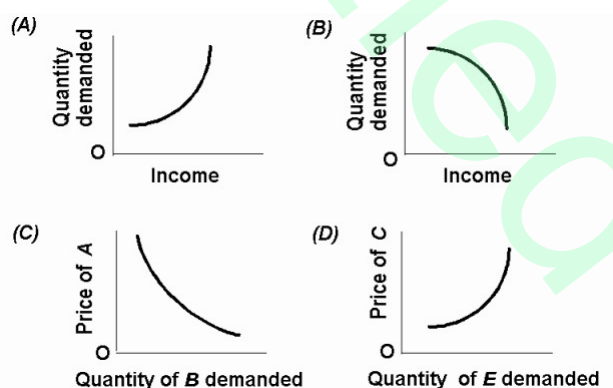 (A)
Quantity
demanded
O
Income
(B)
Quantity
demanded
O
Income
(C)
Price of A
O
Quantity of B demanded
(D)
Price of C
O
Quantity of E demanded